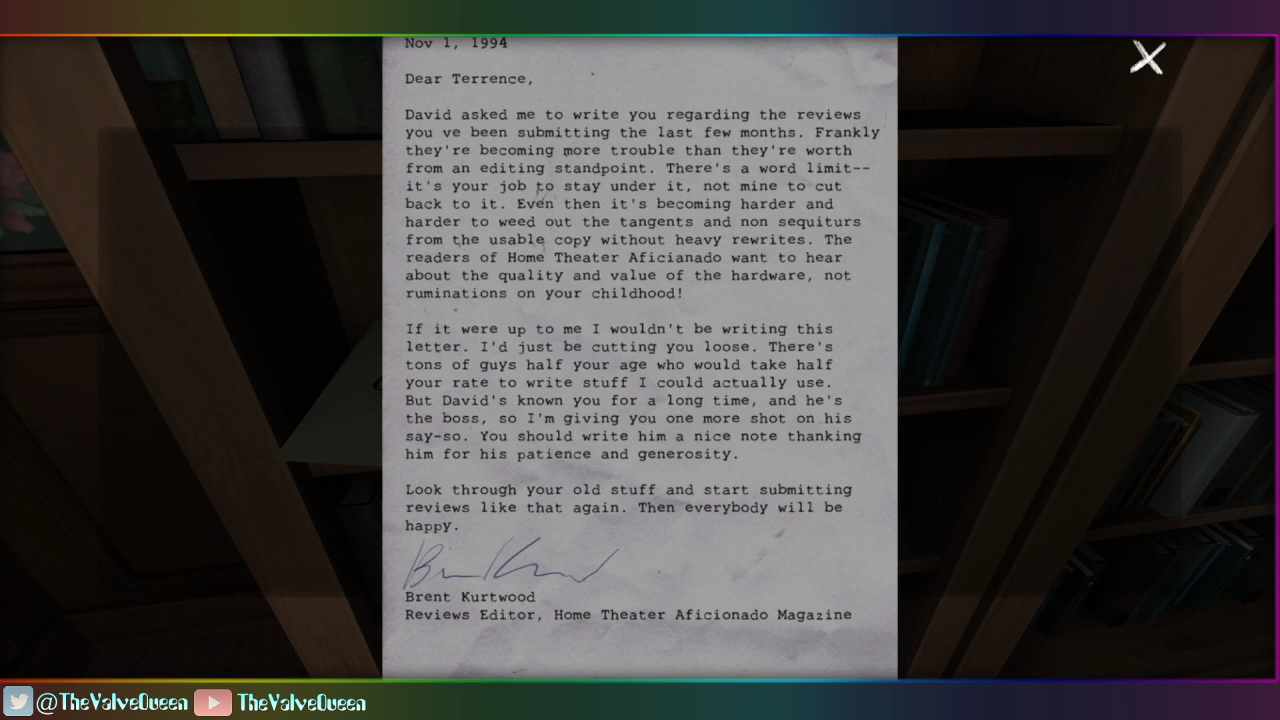 Nov 1, 1994
Dear Terrence,
David asked me to write you regarding the reviews
you ve been submitting the last few months. Frankly
they're becoming more trouble than they're worth
from an editing standpoint. There's a word limit--
it's your job to stay under it, not mine to cut
back to it. Even then it's becoming harder and
harder to weed out the tangents and non sequiturs
from the usable copy without heavy rewrites. The
readers of Home Theater Aficianado want to hear
about the quality and value of the hardware, not
ruminations on your childhood!
If it were up to me I wouldn't be writing this
letter. I'd just be cutting you loose. There's
tons of guys half your age who would take half
your rate to write stuff I could actually use.
But David's known you for a long time, and he's
the boss, so I'm giving you one more shot on his
say-so. You should write him a nice note thanking
him for his patience and generosity.
Look through your old stuff and start submitting
reviews like that again. Then everybody will be
happy.
Brent Kurtwood
Reviews Editor, Home Theater Aficionado Magazine
@TheValveQueen TheValveQueen